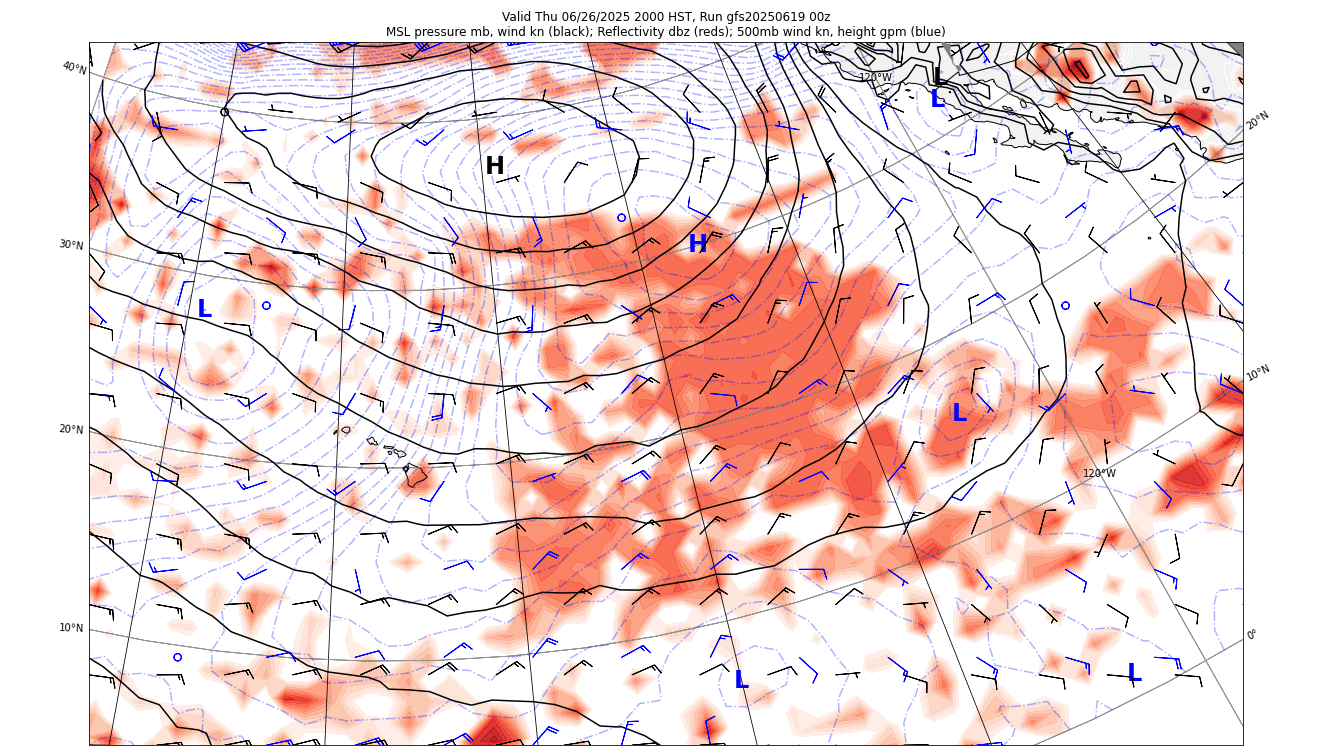 Valid Thu 06/26/2025 2000 HST, Run gfs20250619 00z
MSL pressure mb, wind kn (black); Reflectivity dbz (reds); 500mb wind kn, height gpm (blue)
40°N
120°W
L
L
20°N
L
H
30°N
H
L
10°N
L
20°N
120°W
10°N
0°
L
L